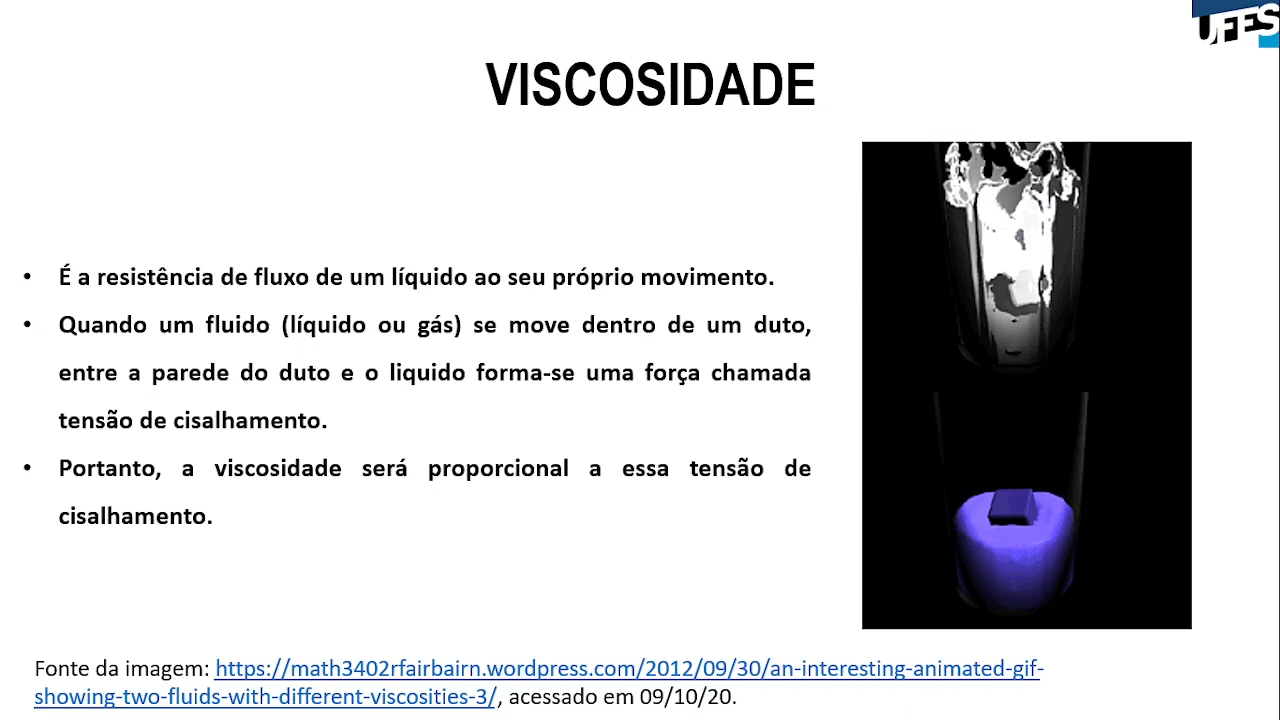 UFES
VISCOSIDADE
• É a resistência de fluxo de um líquido ao seu próprio movimento.
• Quando um fluido (líquido ou gás) se move dentro de um duto,
entre a parede do duto e o liquido forma-se uma força chamada
tensão de cisalhamento.
• Portanto, a viscosidade será proporcional a essa tensão de
cisalhamento.
Fonte da imagem: https://math3402rfairbairn.wordpress.com/2012/09/30/an-interesting-animated-gif-
showing-two-fluids-with-different-viscosities-3/, acessado em 09/10/20.